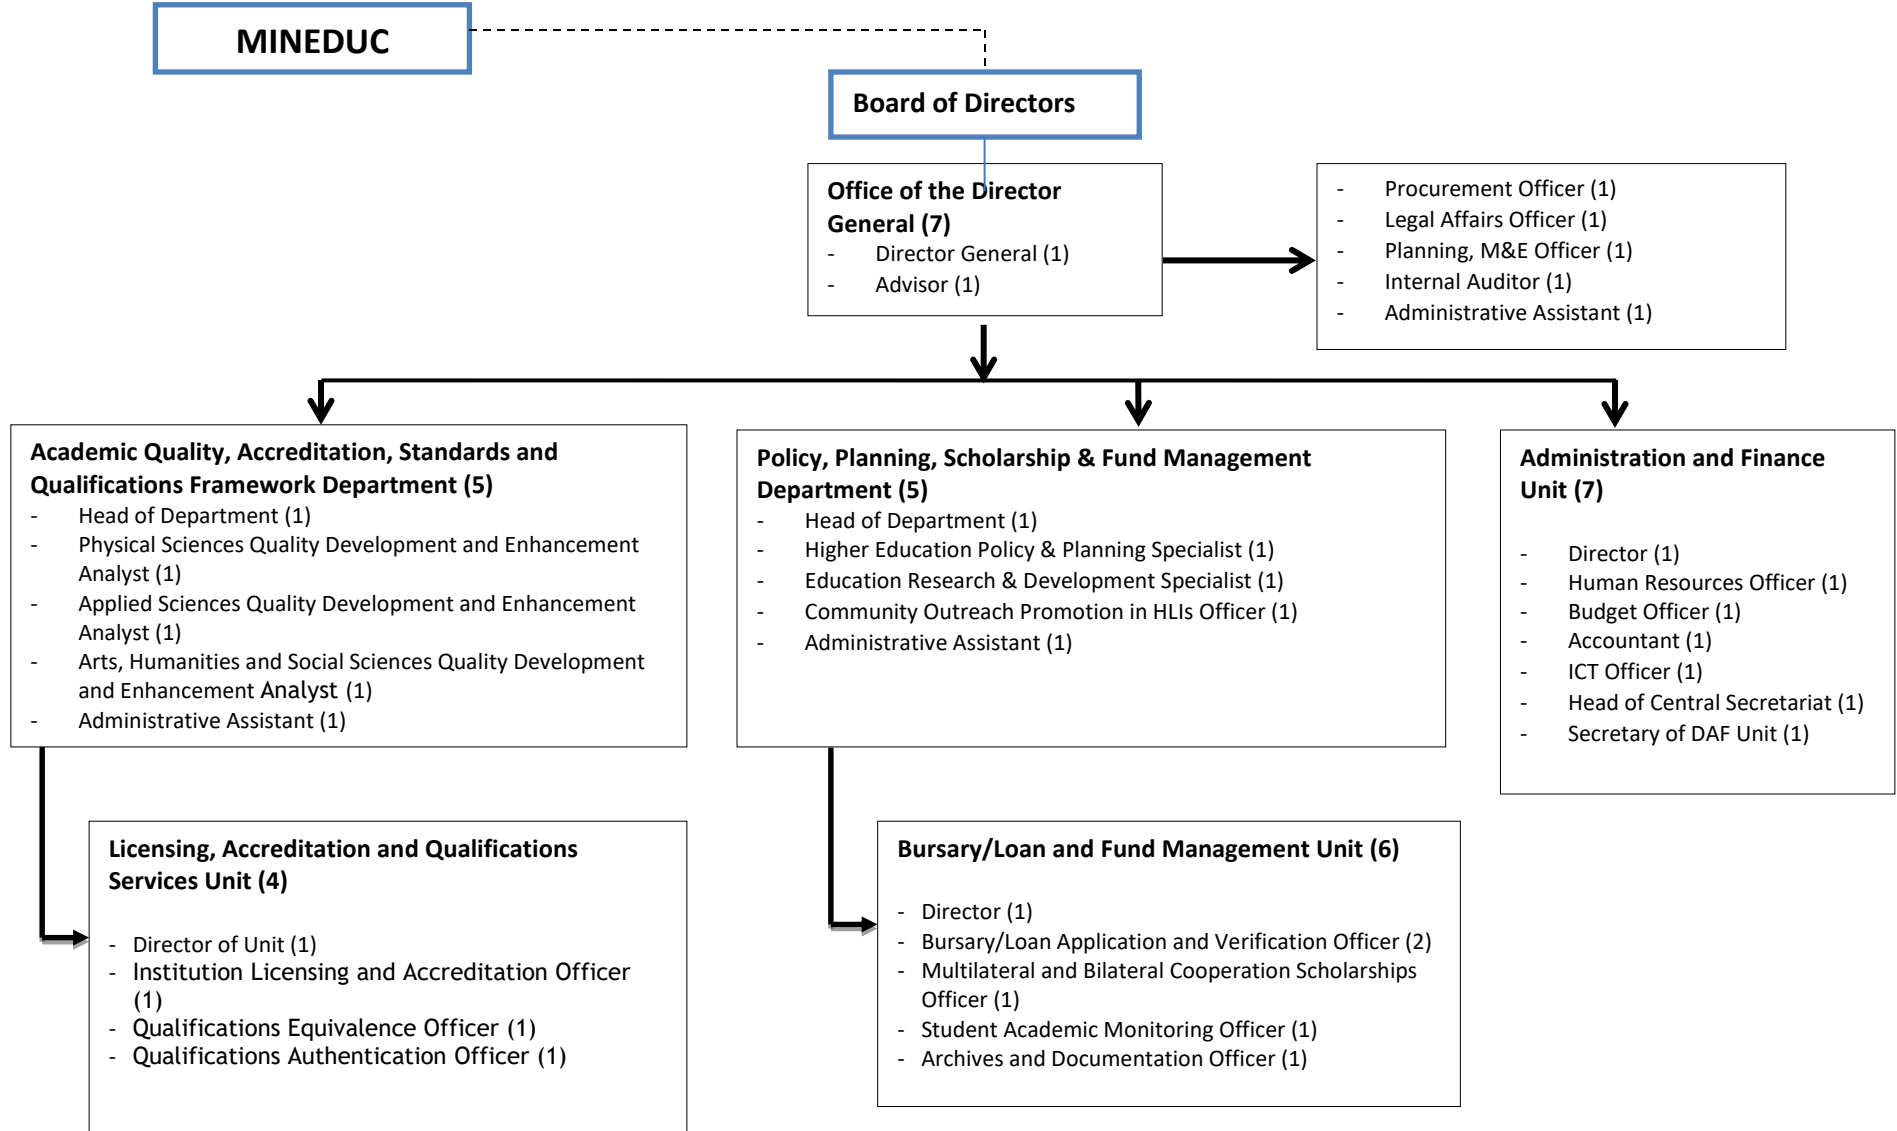 MINEDUC
Board of Directors
Office of the Director
General (7)
- Director General (1)
- Advisor (1)
- Procurement Officer (1)
- Legal Affairs Officer (1)
- Planning, M&E Officer (1)
- Internal Auditor (1)
- Administrative Assistant (1)
Academic Quality, Accreditation, Standards and
Qualifications Framework Department (5)
- Head of Department (1)
- Physical Sciences Quality Development and Enhancement
Analyst (1)
- Applied Sciences Quality Development and Enhancement
Analyst (1)
- Arts, Humanities and Social Sciences Quality Development
and Enhancement Analyst (1)
- Administrative Assistant (1)
Policy, Planning, Scholarship & Fund Management
Department (5)
- Head of Department (1)
- Higher Education Policy & Planning Specialist (1)
- Education Research & Development Specialist (1)
- Community Outreach Promotion in HLIs Officer (1)
- Administrative Assistant (1)
Administration and Finance
Unit (7)
- Director (1)
- Human Resources Officer (1)
- Budget Officer (1)
- Accountant (1)
- ICT Officer (1)
- Head of Central Secretariat (1)
- Secretary of DAF Unit (1)
Licensing, Accreditation and Qualifications
Services Unit (4)
- Director of Unit (1)
- Institution Licensing and Accreditation Officer
(1)
- Qualifications Equivalence Officer (1)
- Qualifications Authentication Officer (1)
Bursary/Loan and Fund Management Unit (6)
- Director (1)
- Bursary/Loan Application and Verification Officer (2)
- Multilateral and Bilateral Cooperation Scholarships
Officer (1)
- Student Academic Monitoring Officer (1)
- Archives and Documentation Officer (1)